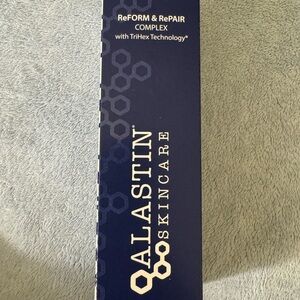 ReFORM & RePAIR
COMPLEX
with TriHex Technology®
ALASTIN®
SKINCARE